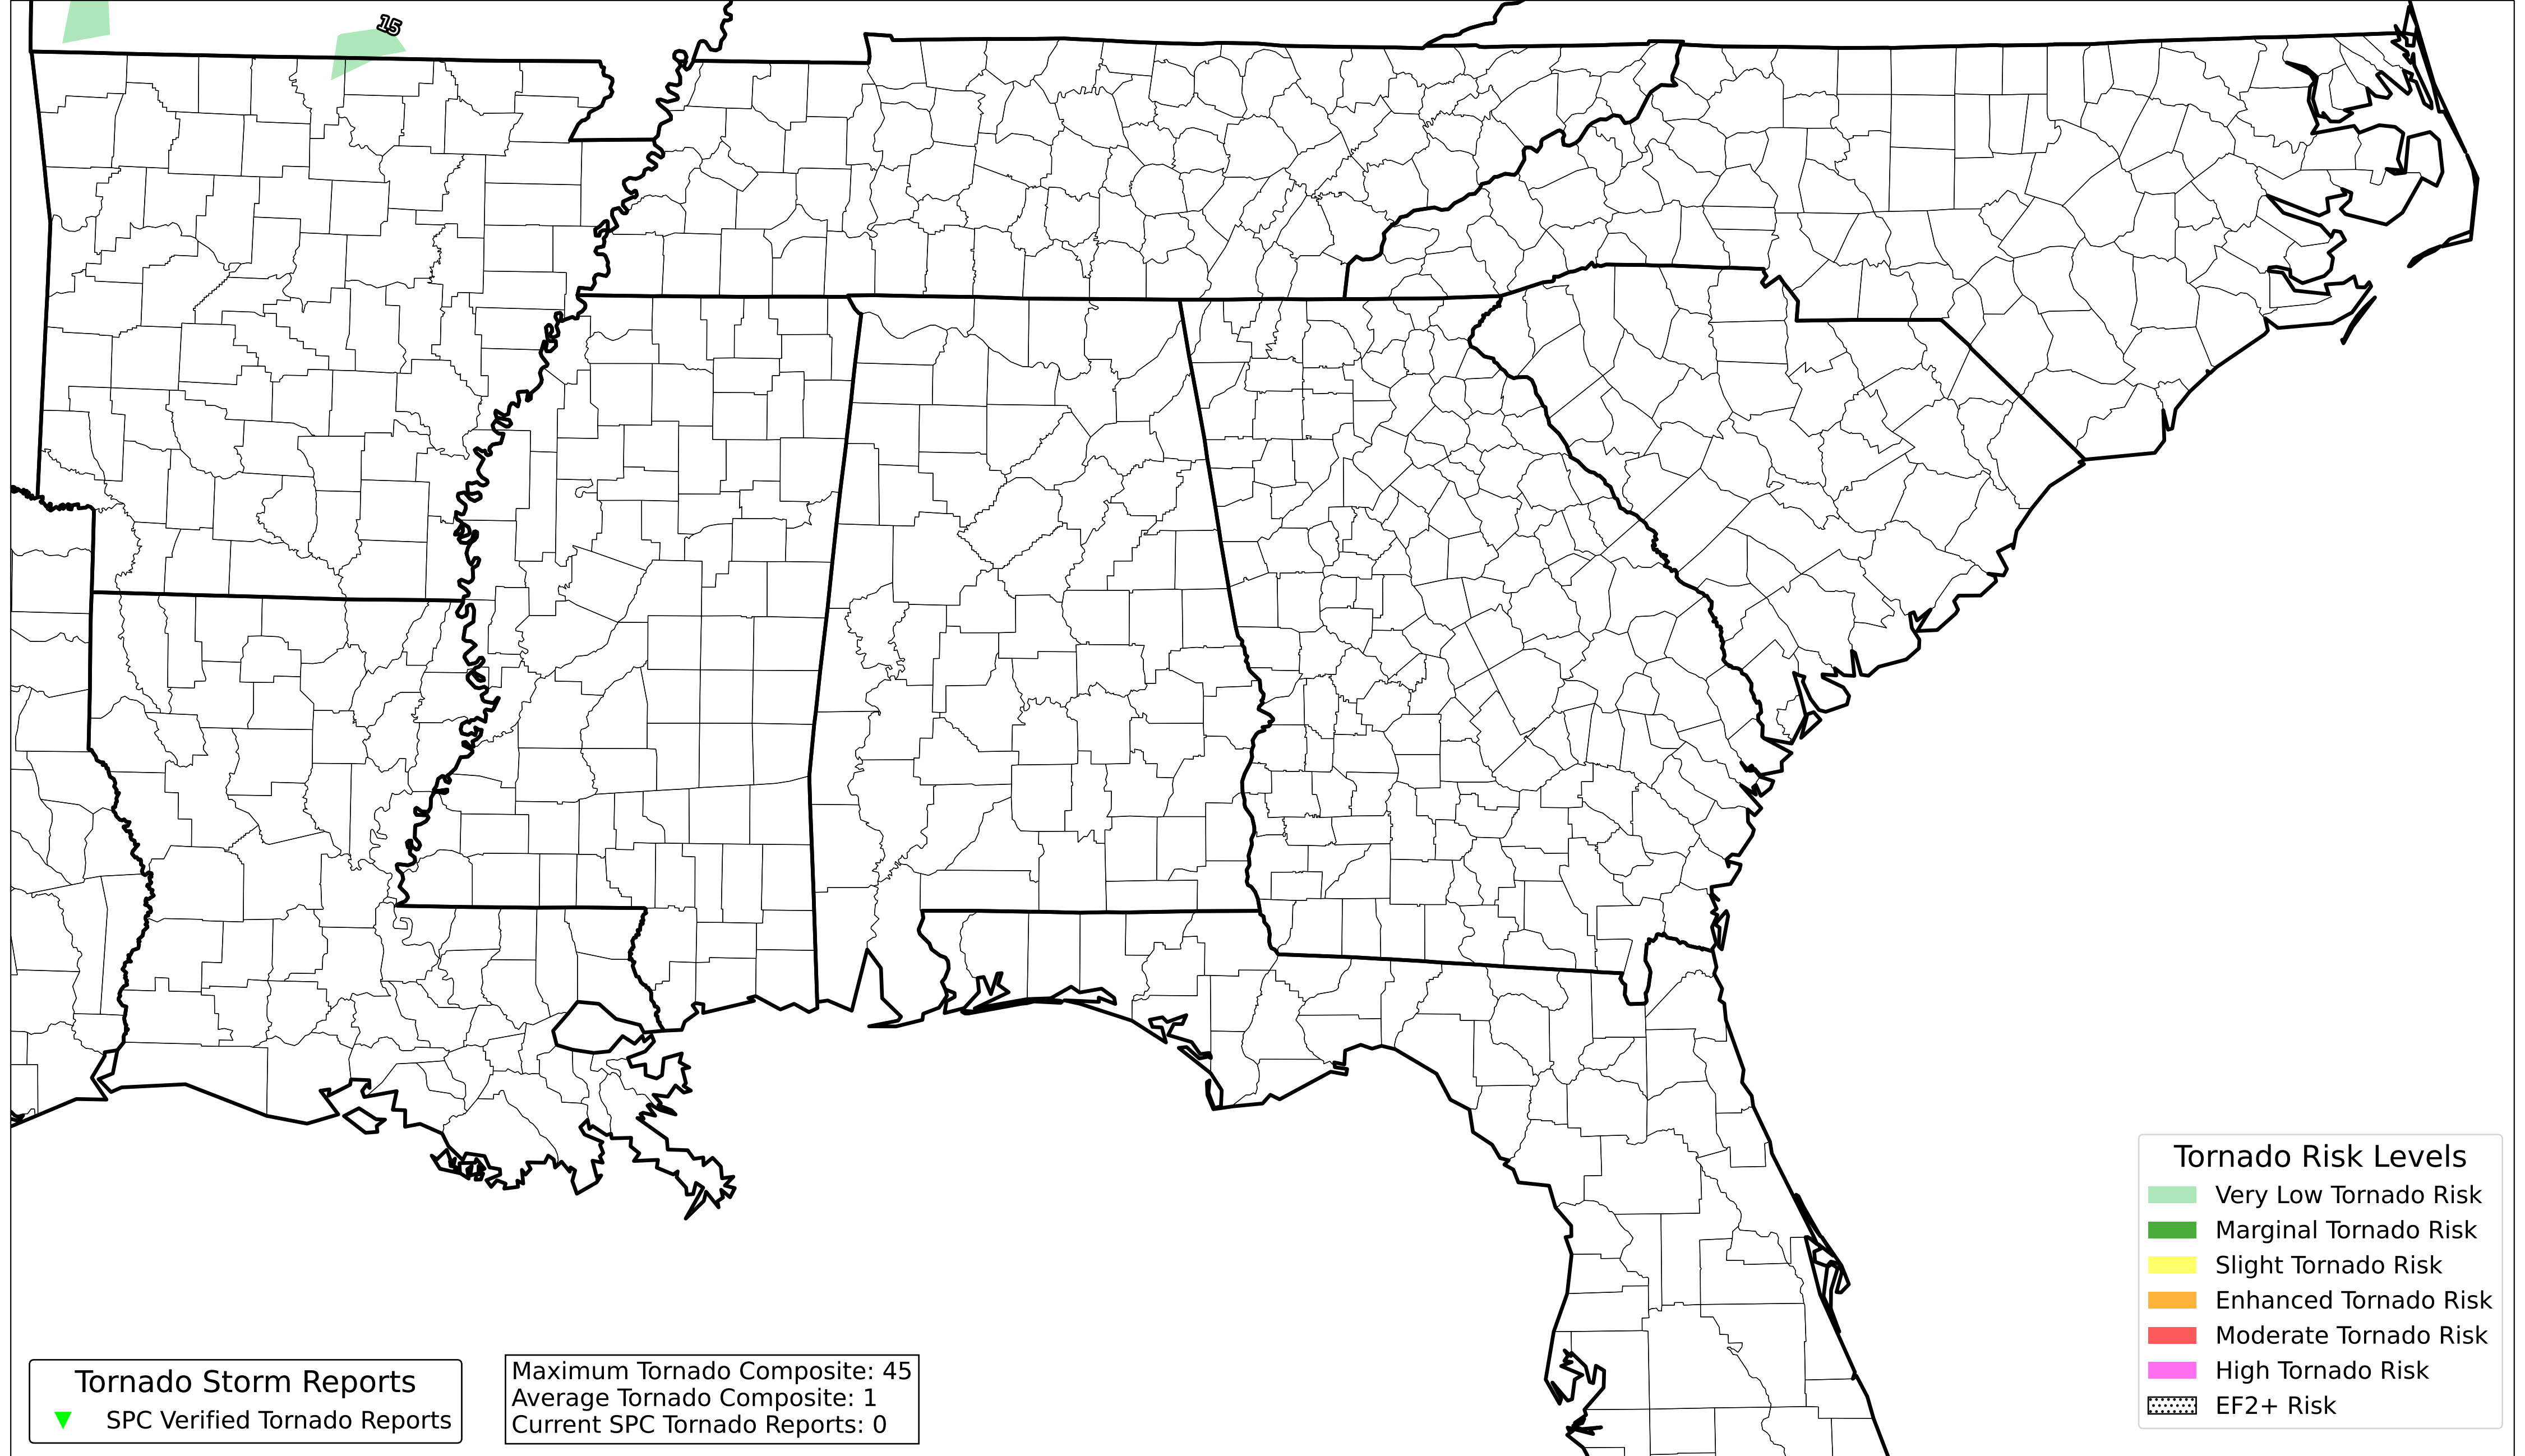 15
Tornado Risk Levels
Very Low Tornado Risk
Marginal Tornado Risk
Slight Tornado Risk
Enhanced Tornado Risk
Moderate Tornado Risk
High Tornado Risk
EF2+ Risk
Tornado Storm Reports
SPC Verified Tornado Reports
Maximum Tornado Composite: 45
Average Tornado Composite: 1
Current SPC Tornado Reports: 0